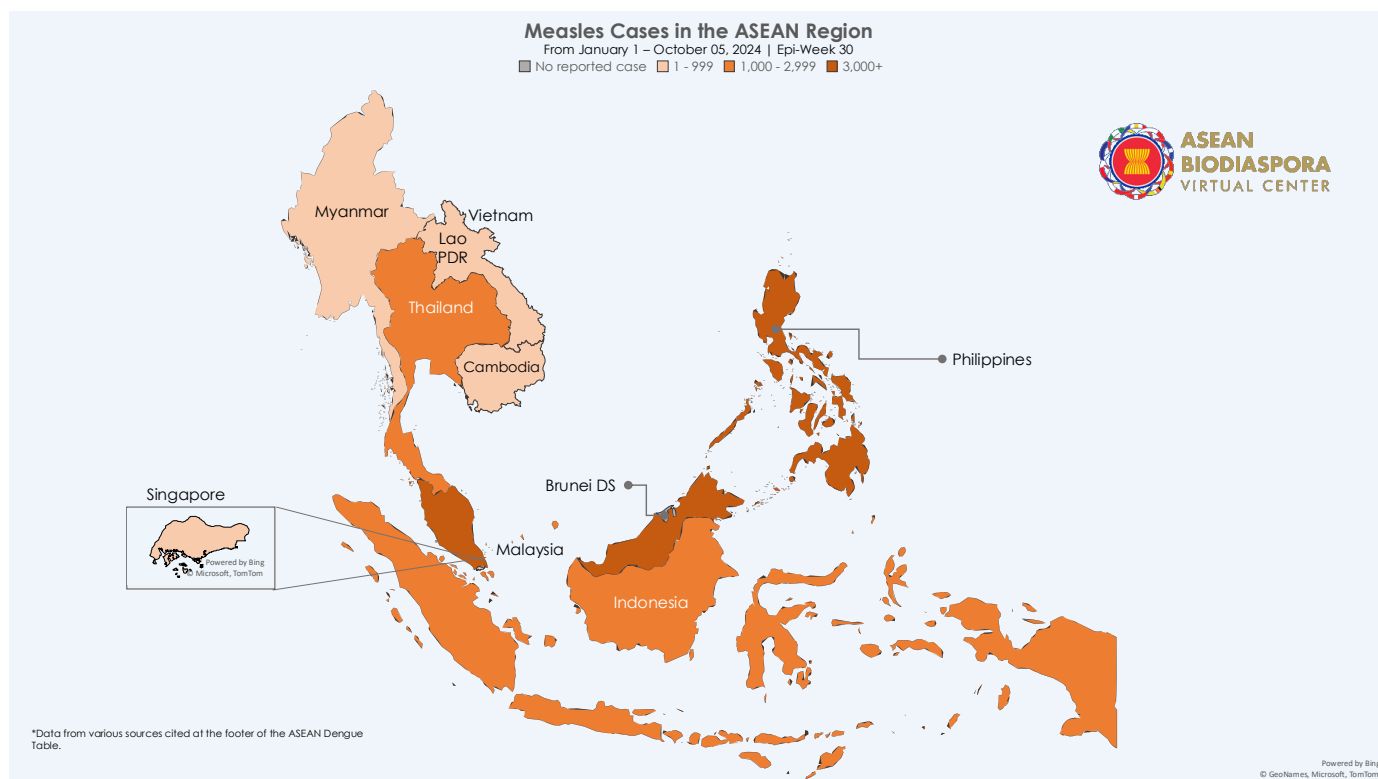 Measles Cases in the ASEAN Region
From January 1 – October 05, 2024 | Epi-Week 30
No reported case 1 - 999 1,000 - 2,999 3,000+
ASEAN
BIODIASPORA
VIRTUAL CENTER
Myanmar
Vietnam
Lao
PDR
Thailand
Cambodia
Philippines
Brunei DS
Singapore
Powered by Bing
© Microsoft, TomTom
Malaysia
Indonesia
*Data from various sources cited at the footer of the ASEAN Dengue
Table.
Powered by Bing
© GeoNames, Microsoft, TomTom